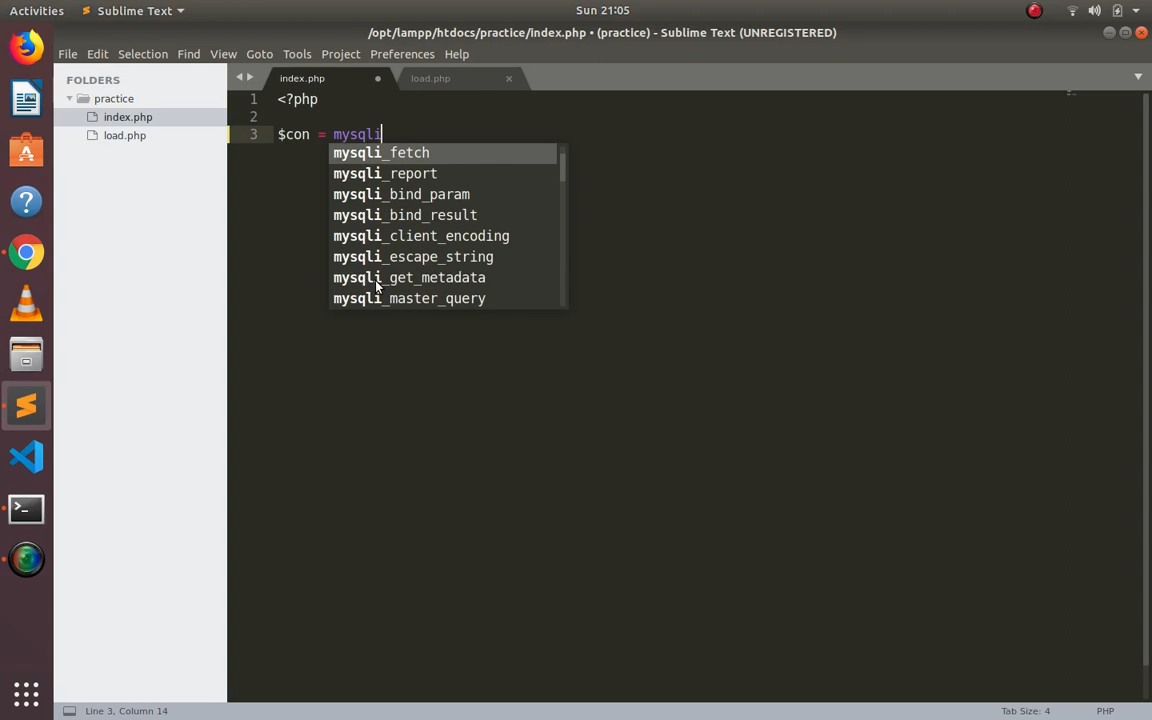 Activities Sublime Text Sun 21:05
/opt/lampp/htdocs/practice/index.php • (practice) - Sublime Text (UNREGISTERED)
File Edit Selection Find View Goto Tools Project Preferences Help
FOLDERS
practice
index.php
load.php
index.php load.php
1 <?php
2
3 $con = mysqli
mysqli_fetch
mysqli_report
mysqli_bind_param
mysqli_bind_result
mysqli_client_encoding
mysqli_escape_string
mysqli_get_metadata
mysqli_master_query
Line 3, Column 14 Tab Size: 4 PHP